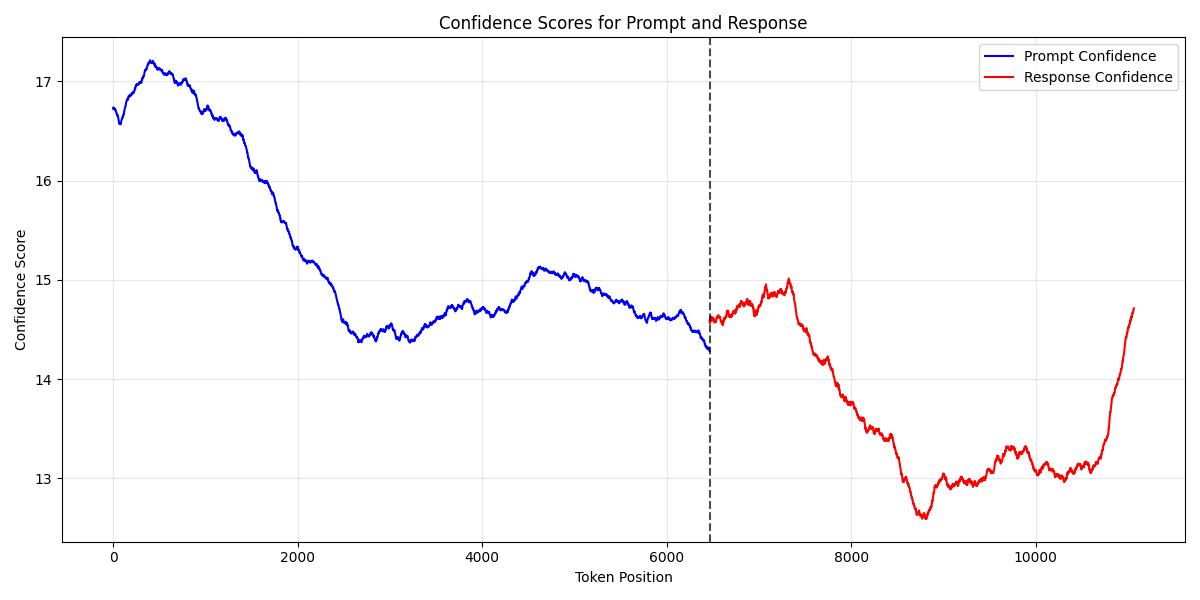 Confidence Scores for Prompt and Response
Prompt Confidence
Response Confidence
Confidence Score
17
16
15
14
13
0
2000
4000
6000
8000
10000
Token Position